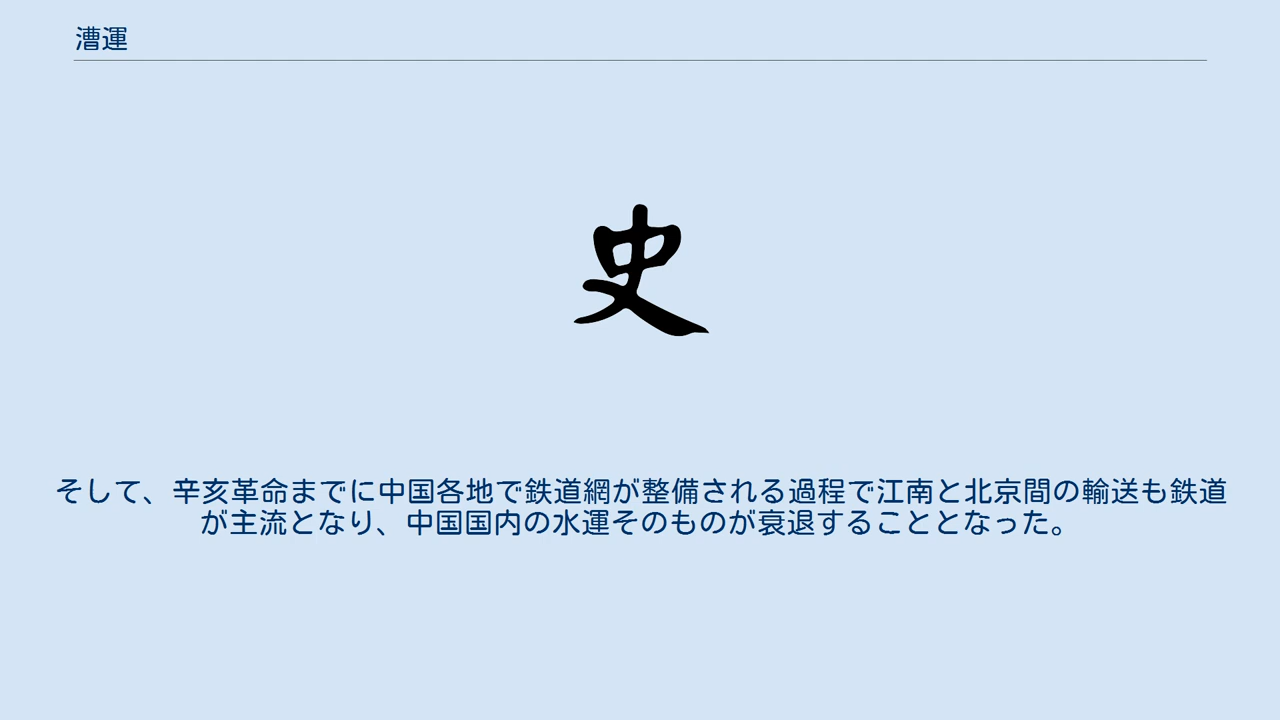 漕運
史
そして、辛亥革命までに中国各地で鉄道網が整備される過程で江南と北京間の輸送も鉄道
が主流となり、中国国内の水運そのものが衰退することとなった。